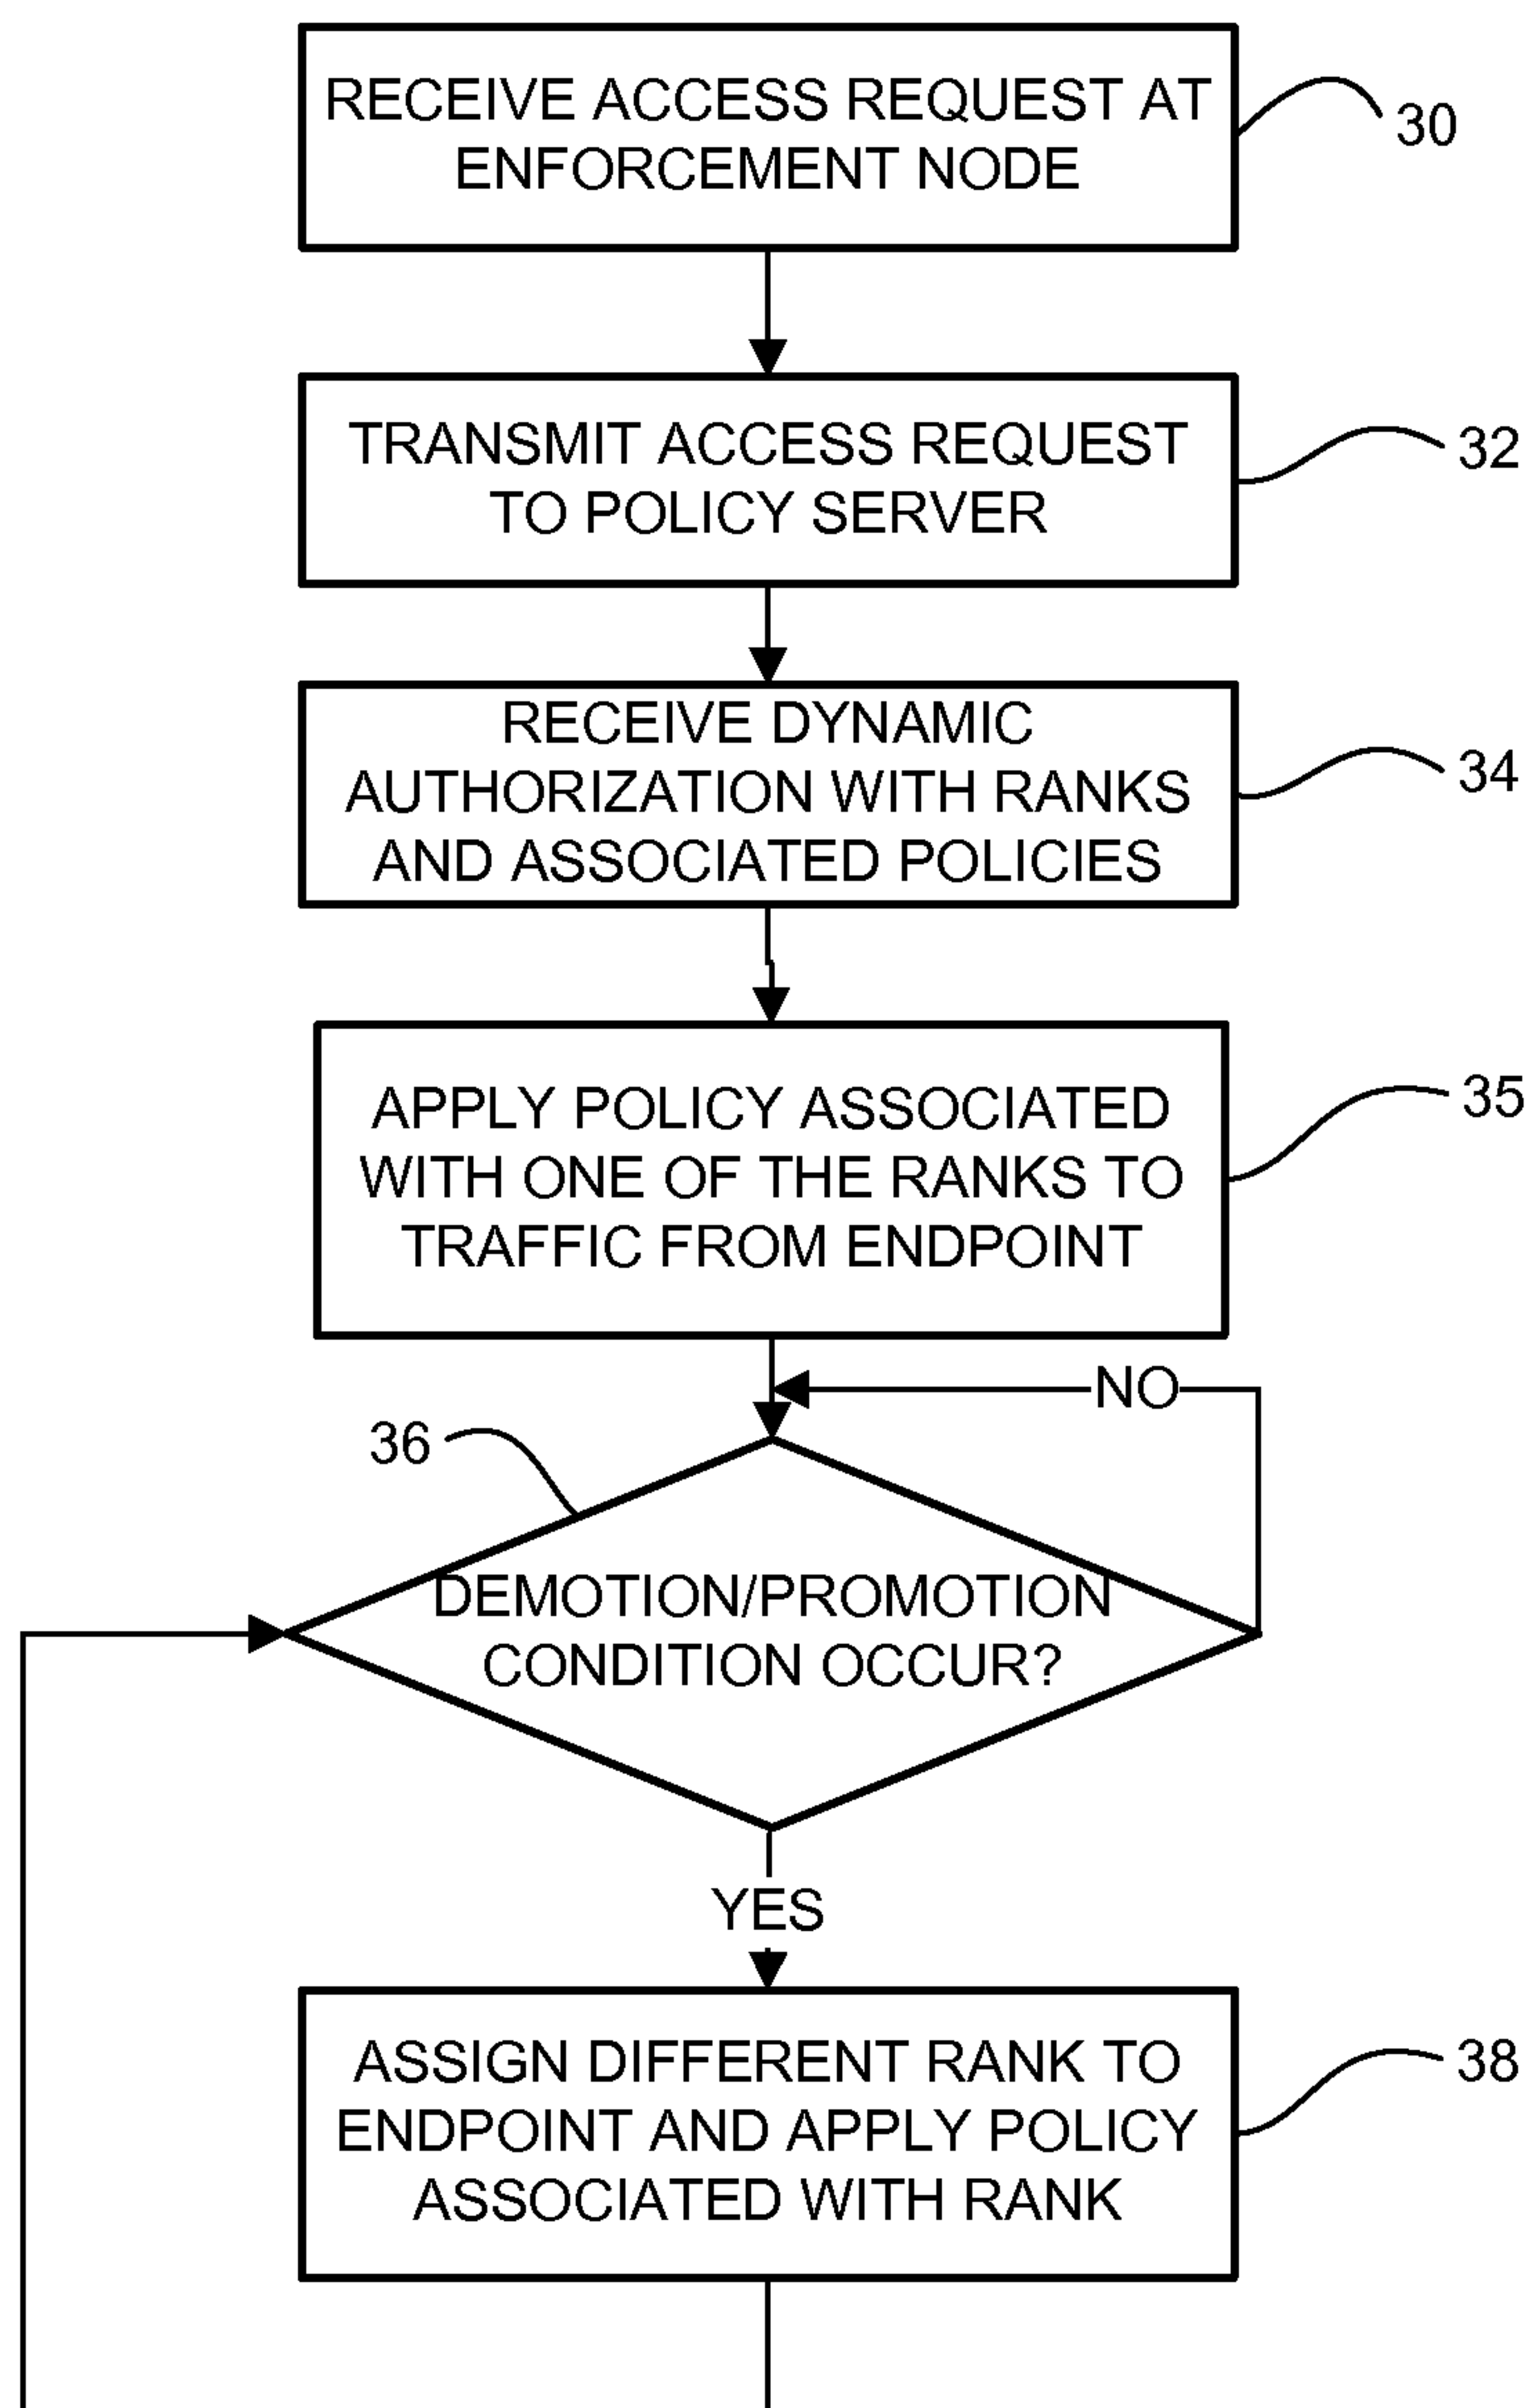 RECEIVE ACCESS REQUEST AT
ENFORCEMENT NODE
30
TRANSMIT ACCESS REQUEST
TO POLICY SERVER
32
RECEIVE DYNAMIC
AUTHORIZATION WITH RANKS
AND ASSOCIATED POLICIES
34
APPLY POLICY ASSOCIATED
WITH ONE OF THE RANKS TO
TRAFFIC FROM ENDPOINT
35
NO
36
DEMOTION/PROMOTION
CONDITION OCCUR?
YES
ASSIGN DIFFERENT RANK TO
ENDPOINT AND APPLY POLICY
ASSOCIATED WITH RANK
38